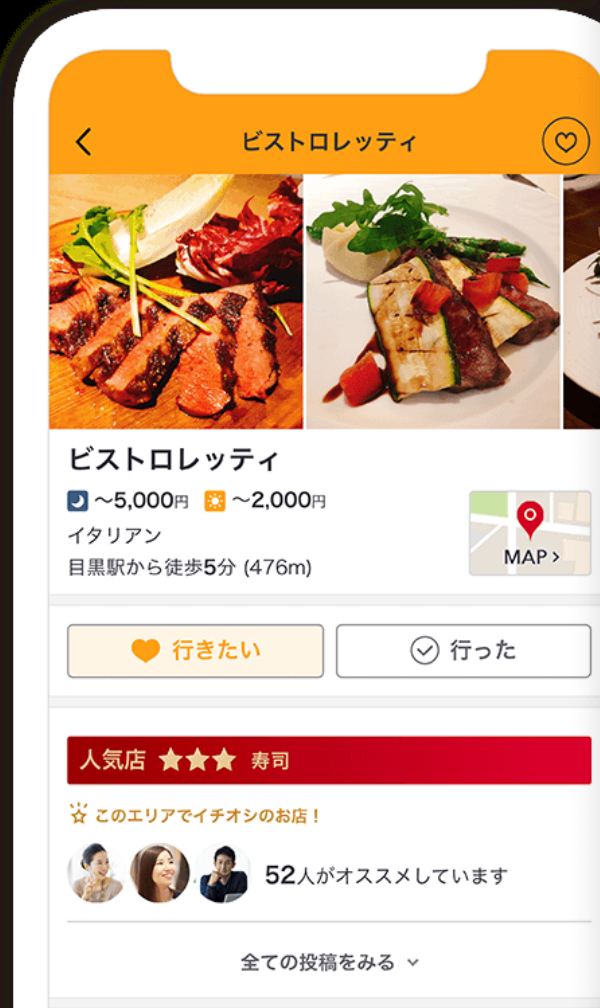 ビストロレッティ
ビストロレッティ
〜5,000円 〜2,000円
イタリアン
目黒駅から徒歩5分 (476m)
MAP ›
行きたい
行った
人気店 ★★★ 寿司
このエリアでイチオシのお店！
52人がオススメしています
全ての投稿をみる